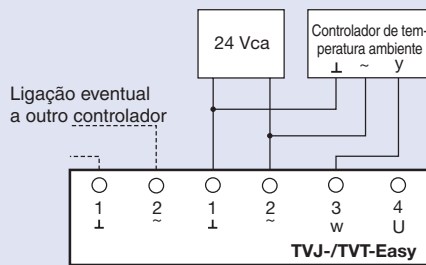 24 Vca
Controlador de tem-
peratura ambiente
⊥ ~ y
Ligação eventual
a outro controlador
1 2 1 2 3 4
⊥ ~ ⊥ ~ w U
TVJ-/TVT-Easy